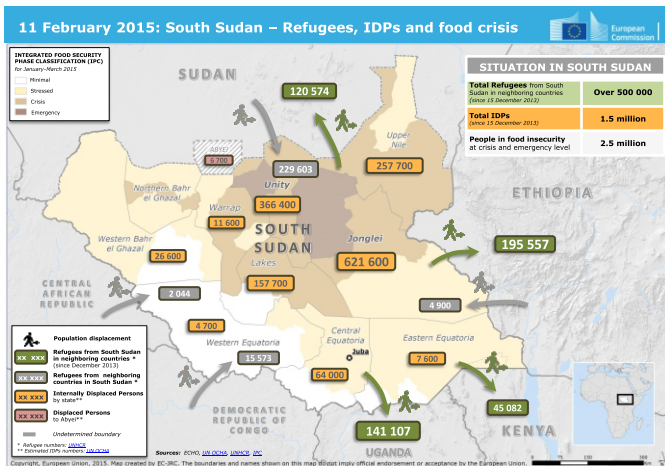 11 February 2015: South Sudan – Refugees, IDPs and food crisis
European
Commission
INTEGRATED FOOD SECURITY
PHASE CLASSIFICATION (IPC)
for January-March 2015
Minimal
Stressed
Crisis
Emergency
SITUATION IN SOUTH SUDAN
Total Refugees from South
Sudan in neighboring countries
(since 15 December 2013)
Over 500 000
Total IDPs
(since 15 December 2013)
1.5 million
People in food insecurity
at crisis and emergency level
2.5 million
SUDAN
120 574
ABYEI
6 700
229 603
Unity
Upper
Nile
257 700
Northern Bahr
el Ghazal
Warrap
366 400
11 600
SOUTH
SUDAN
Jonglei
621 600
ETHIOPIA
195 557
Western Bahr
el Ghazal
26 600
Lakes
157 700
CENTRAL
AFRICAN
REPUBLIC
2 044
4 900
4 700
Western Equatoria
15 573
Central
Equatoria
Juba
Eastern Equatoria
7 600
64 000
45 082
141 107
DEMOCRATIC
REPUBLIC OF
CONGO
UGANDA
KENYA
Population displacement
XX XXX
Refugees from South Sudan
in neighboring countries *
(since December 2013)
XX XXX
Refugees from neighboring
countries in South Sudan *
XX XXX
Internally Displaced Persons
by state**
XX XXX
Displaced Persons
to Abyei**
Undetermined boundary
* Refugee numbers: UNHCR
** Estimated IDPs numbers: UN OCHA
Sources: ECHO, UN OCHA, UNHCR, IPC
Copyright, European Union, 2015. Map created by EC-JRC. The boundaries and names shown on this map do not imply official endorsement or acceptance by the European Union.